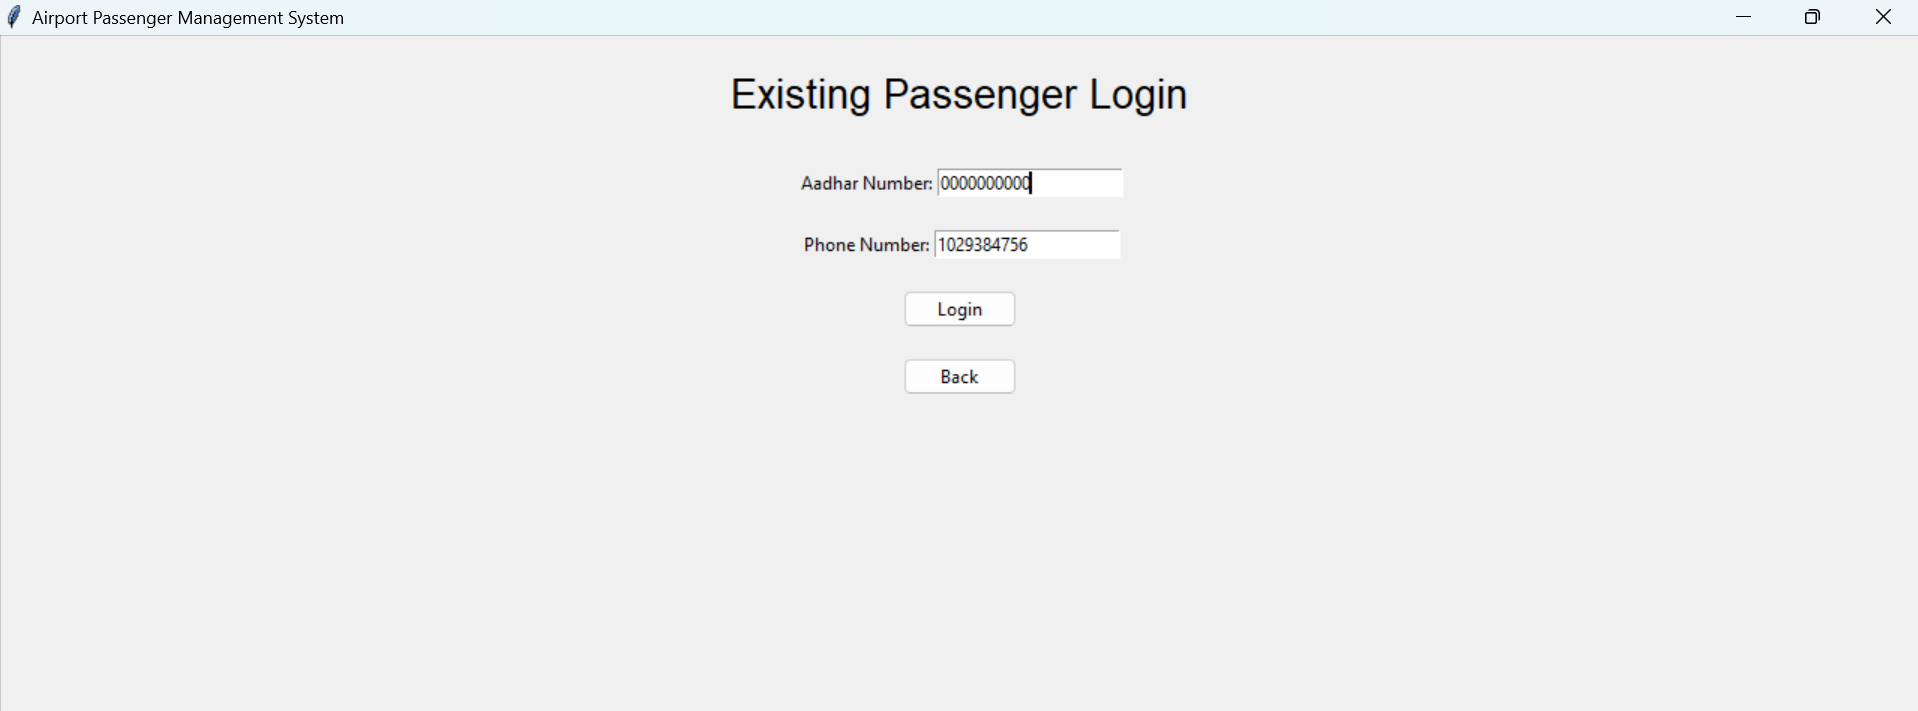 Airport Passenger Management System
Existing Passenger Login
Aadhar Number: 0000000000
Phone Number: 1029384756
Login
Back